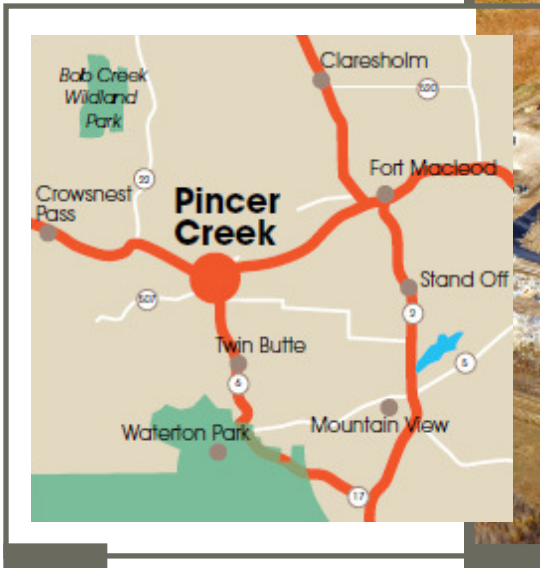 Claresholm
Bob Creek
Wildland
Park
520
Fort Macleod
22
Crowsnest
Pass
Pincer
Creek
Stand Off
507
2
Twin Butte
5
6
Mountain View
Waterton Park
17